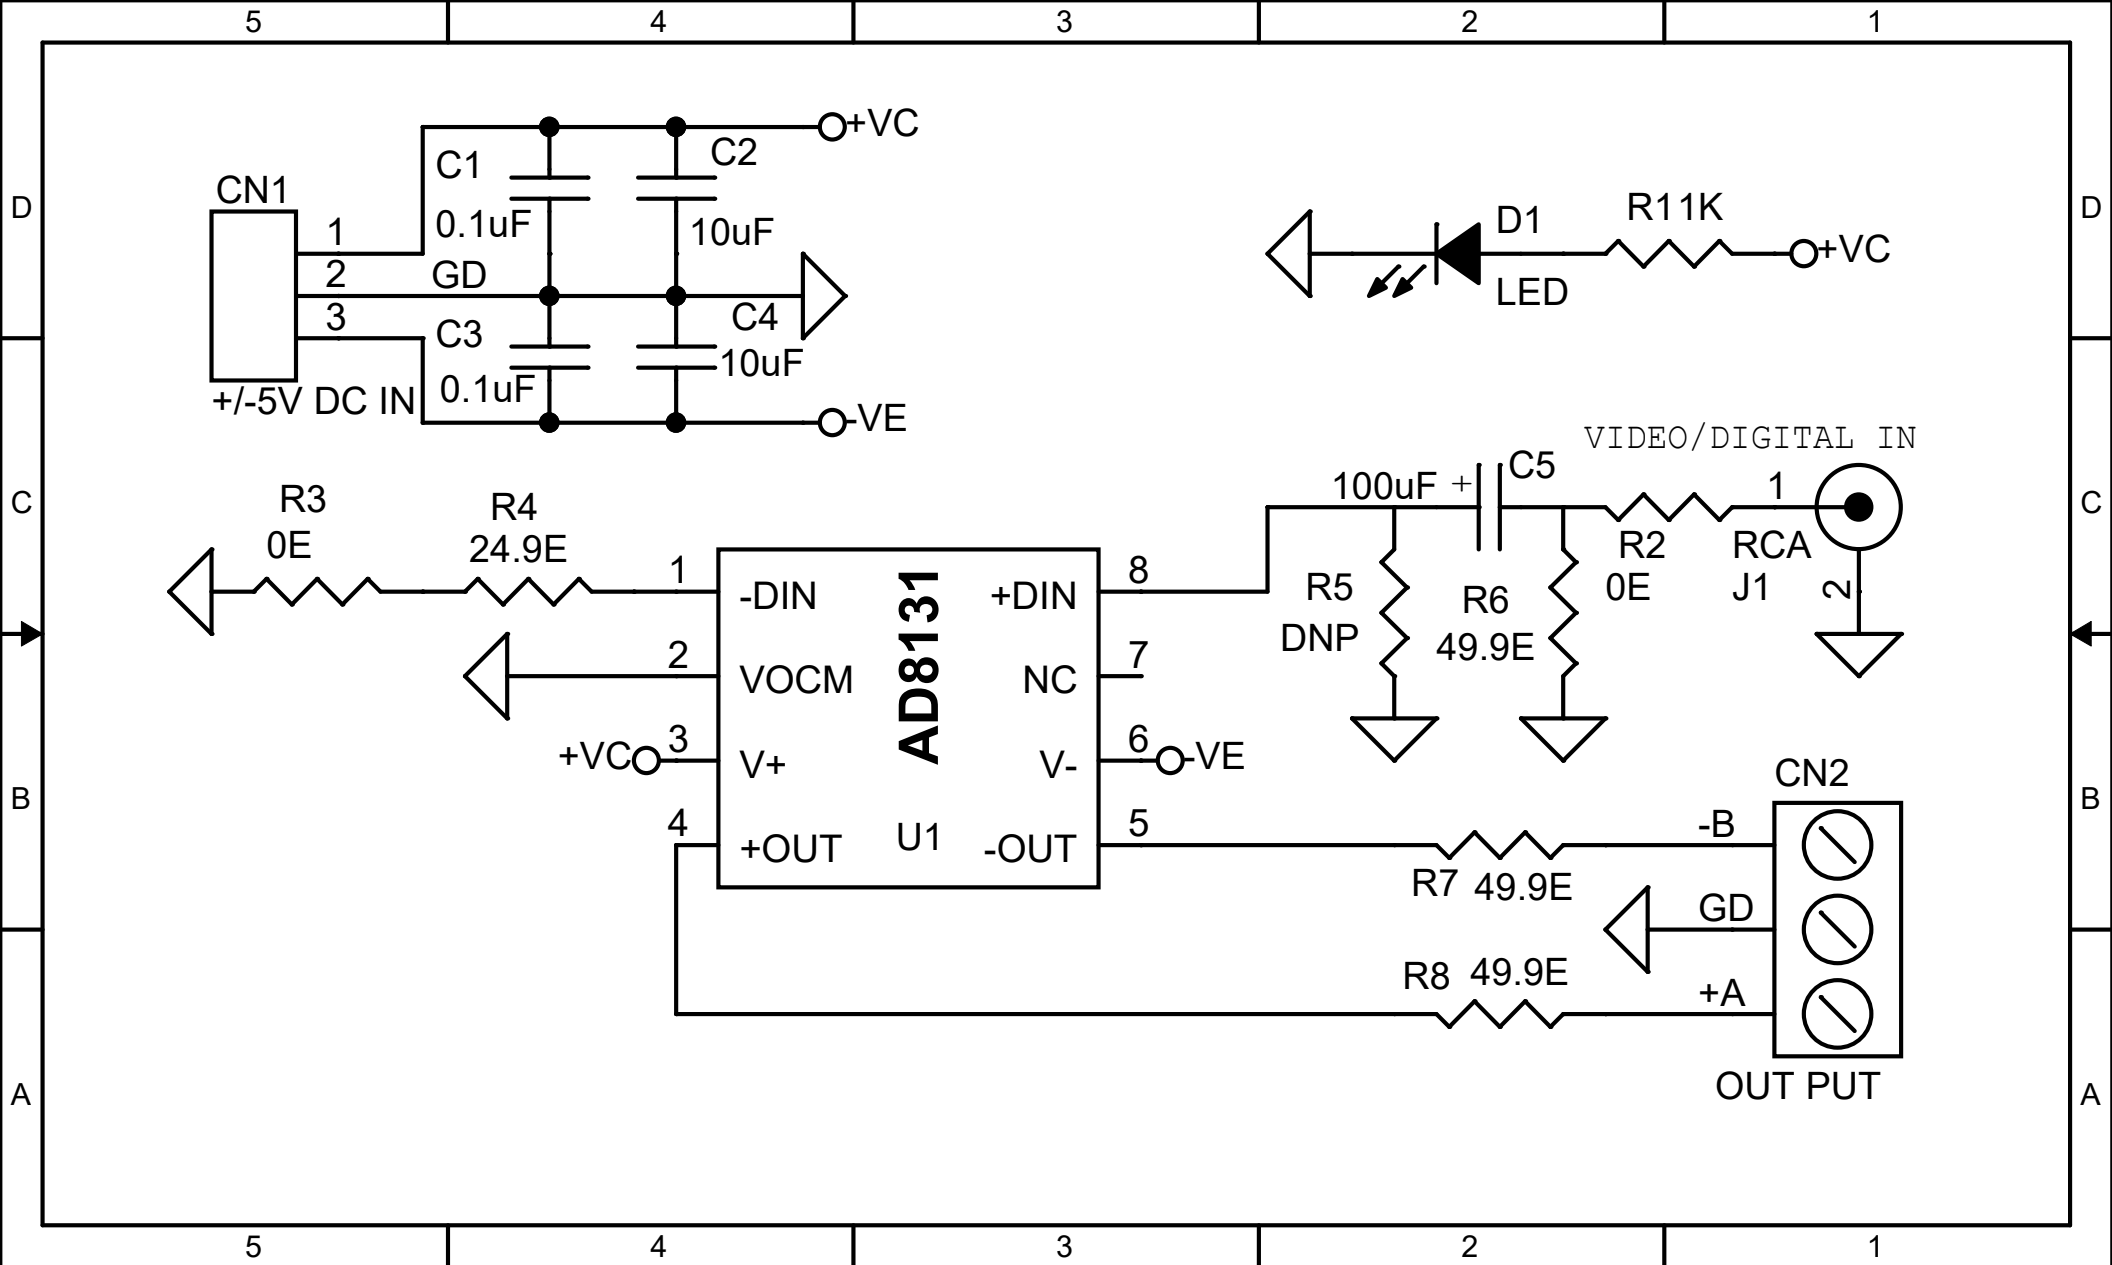 5 4 3 2 1
D
D
C
C
B
B
A
A
+VC
C1
C2
CN1
0.1uF
10uF
1
2
GD
3
C3
C4
0.1uF
10uF
+/-5V DC IN
-VE
R11K
D1
+VC
LED
VIDEO/DIGITAL IN
100uF +
C5
1
R2
0E
RCA
J1
2
R5
DNP
R6
49.9E
R3
0E
R4
24.9E
1
-DIN
2
VOCM
+VC
3
V+
4
+OUT
AD8131
U1
+DIN
8
NC
7
V-
6
-VE
-OUT
5
CN2
-B
R7 49.9E
GD
R8 49.9E
+A
OUT PUT
5 4 3 2 1